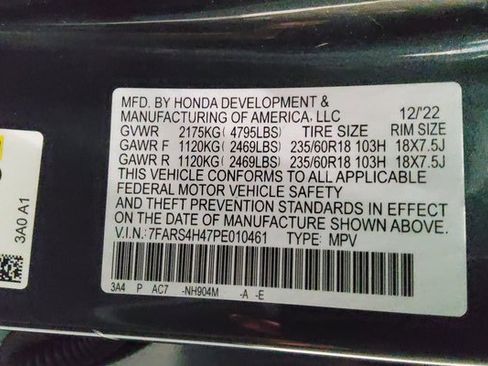 MFD. BY HONDA DEVELOPMENT &
MANUFACTURING OF AMERICA, LLC 12/'22
GVWR 2175KG( 4795LBS) TIRE SIZE RIM SIZE
GAWR F 1120KG( 2469LBS) 235/60R18 103H 18X7.5J
GAWR R 1120KG( 2469LBS) 235/60R18 103H 18X7.5J
THIS VEHICLE CONFORMS TO ALL APPLICABLE
FEDERAL MOTOR VEHICLE SAFETY
AND THEFT PREVENTION STANDARDS IN EFFECT
ON THE DATE OF MANUFACTURE SHOWN ABOVE.
V.I.N.: 7FARS4H47PE010461 TYPE: MPV
3A4 P AC7 -NH904M -A -E
3A0 A1